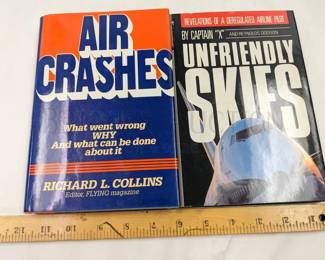 AIR
CRASHES
What went wrong
WHY
And what can be done
about it
RICHARD L. COLLINS
Editor, FLYING magazine
REVELATIONS OF A DEREGULATED AIRLINE PILOT
BY CAPTAIN "X" AND REYNOLDS DODSON
UNFRIENDLY
SKIES